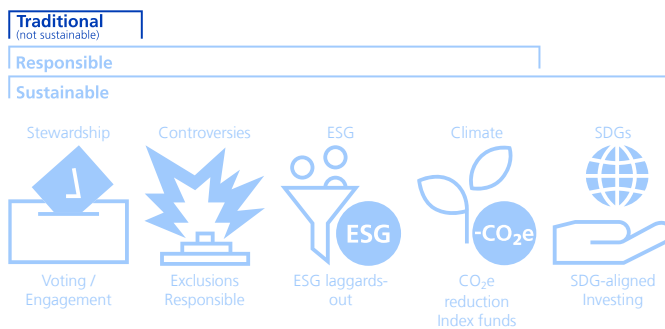 Traditional
(not sustainable)
Responsible
Sustainable
Stewardship
Controversies
ESG
Climate
SDGs
ESG
-CO₂e
Voting /
Engagement
Exclusions
Responsible
ESG laggards-
out
CO₂e
reduction
Index funds
SDG-aligned
Investing